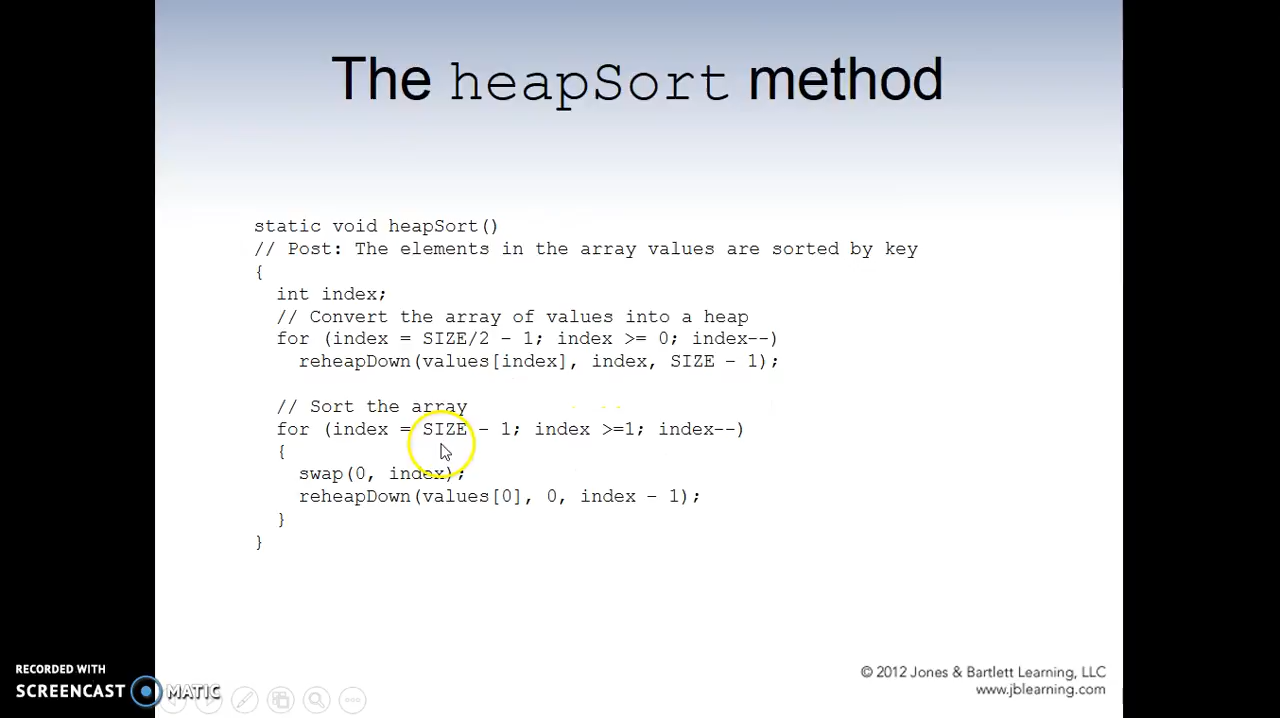 The heapSort method
static void heapSort()
// Post: The elements in the array values are sorted by key
{
int index;
// Convert the array of values into a heap
for (index = SIZE/2 - 1; index >= 0; index--)
reheapDown(values[index], index, SIZE - 1);
// Sort the array
for (index = SIZE - 1; index >=1; index--)
{
swap(0, index);
reheapDown(values[0], 0, index - 1);
}
}
© 2012 Jones & Bartlett Learning, LLC
www.jblearning.com
RECORDED WITH
SCREENCAST MATIC